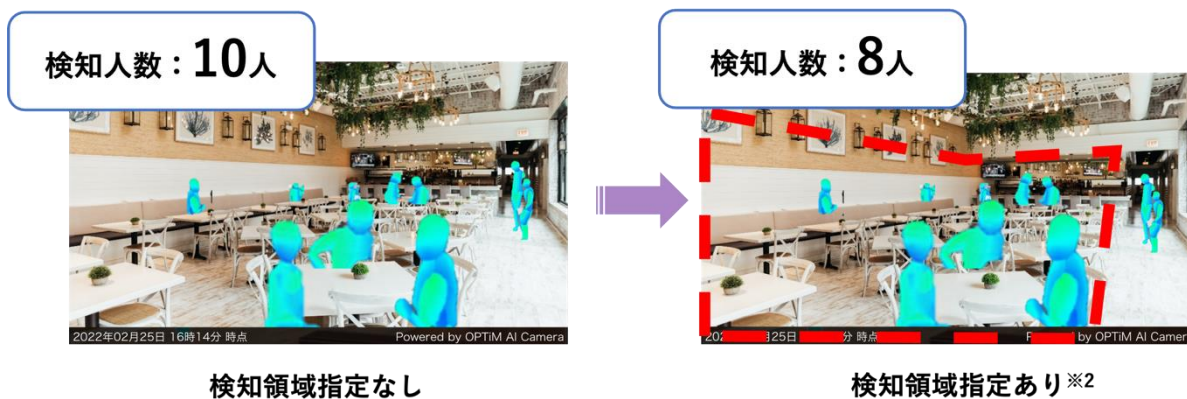 検知人数：10人
検知人数：8人
2022年02月25日 16時14分 時点
Powered by OPTiM AI Camera
月25日
分 時点
by OPTiM AI Camera
検知領域指定なし
検知領域指定あり※2